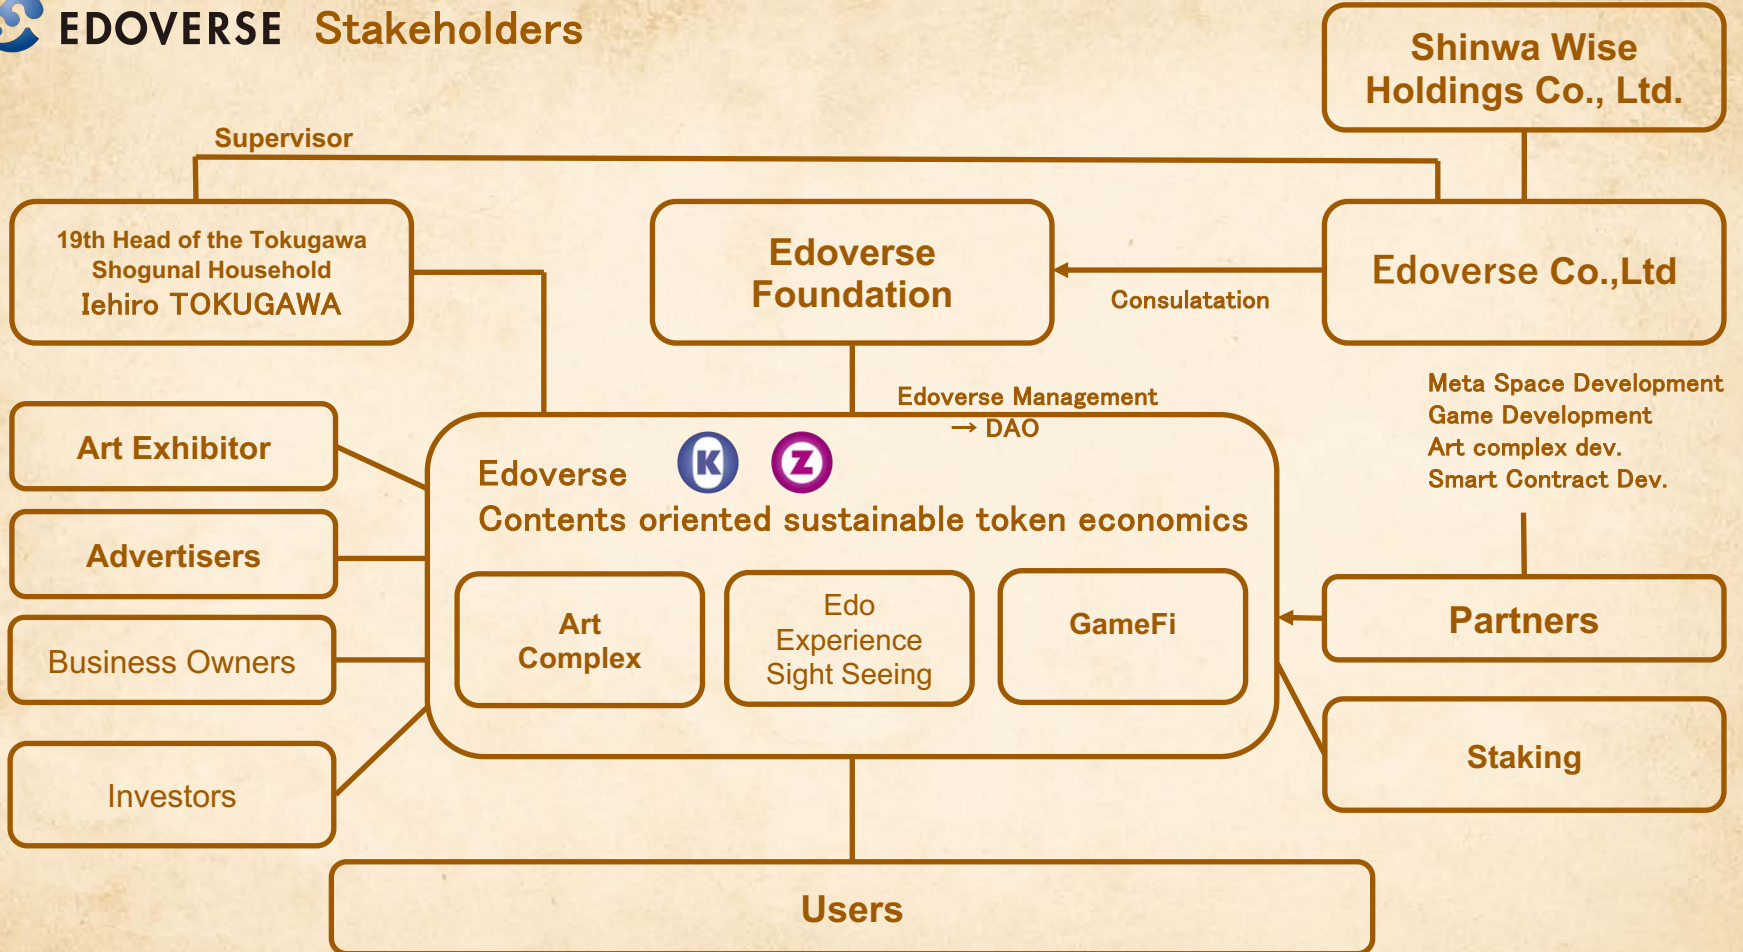 EDOVERSE Stakeholders
Shinwa Wise
Holdings Co., Ltd.
Supervisor
19th Head of the Tokugawa
Shogunal Household
Iehiro TOKUGAWA
Edoverse
Foundation
Consulatation
Edoverse Co.,Ltd
Meta Space Development
Game Development
Art complex dev.
Smart Contract Dev.
Edoverse Management
→ DAO
Art Exhibitor
Advertisers
Business Owners
Investors
Edoverse K Z
Contents oriented sustainable token economics
Art
Complex
Edo
Experience
Sight Seeing
GameFi
Partners
Staking
Users